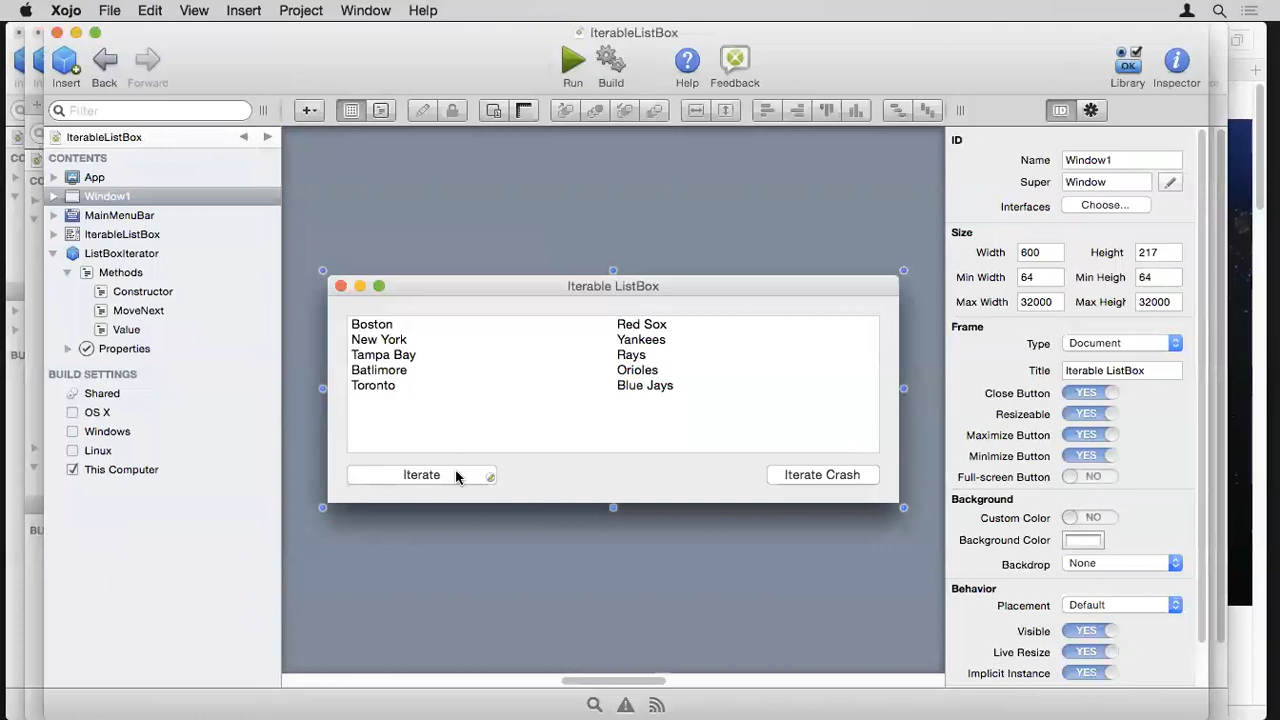 Xojo File Edit View Insert Project Window Help
IterableListBox
Insert Back Forward Run Build Help Feedback OK Library Inspector
Filter
ID
IterableListBox
CONTENTS
App
Window1
MainMenuBar
IterableListBox
ListBoxIterator
Methods
Constructor
MoveNext
Value
Properties
BUILD SETTINGS
Shared
OS X
Windows
Linux
This Computer
Iterable ListBox
Boston Red Sox
New York Yankees
Tampa Bay Rays
Batlimore Orioles
Toronto Blue Jays
Iterate Iterate Crash
ID
Name Window1
Super Window
Interfaces Choose...
Size
Width 600 Height 217
Min Width 64 Min Heigh 64
Max Width 32000 Max Heigh 32000
Frame
Type Document
Title Iterable ListBox
Close Button YES
Resizeable YES
Maximize Button YES
Minimize Button YES
Full-screen Button NO
Background
Custom Color NO
Background Color
Backdrop None
Behavior
Placement Default
Visible YES
Live Resize YES
Implicit Instance YES